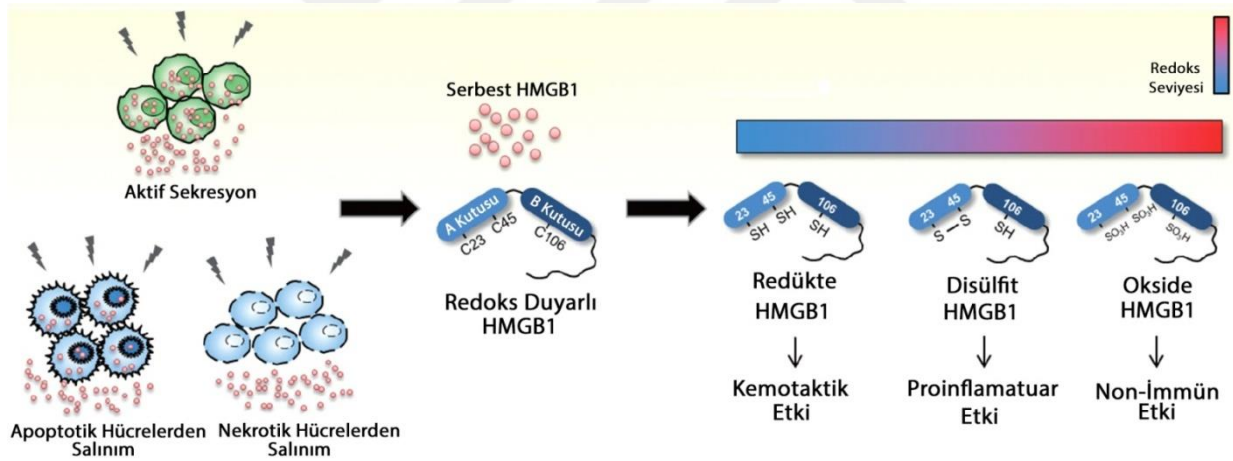 Redoks
Seviyesi
Aktif Sekresyon
Serbest HMGB1
A Kutusu
B Kutusu
C23
C45
C106
Redoks Duyarlı
HMGB1
Apoptotik Hücrelerden
Salınım
Nekrotik Hücrelerden
Salınım
23 45 106
SH SH SH
Redükte
HMGB1
Kemotaktik
Etki
23 45 106
S S SH
Disülfit
HMGB1
Proinflamatuar
Etki
23 45 106
SO₃H SO₃H SO₃H
Okside
HMGB1
Non-İmmün
Etki